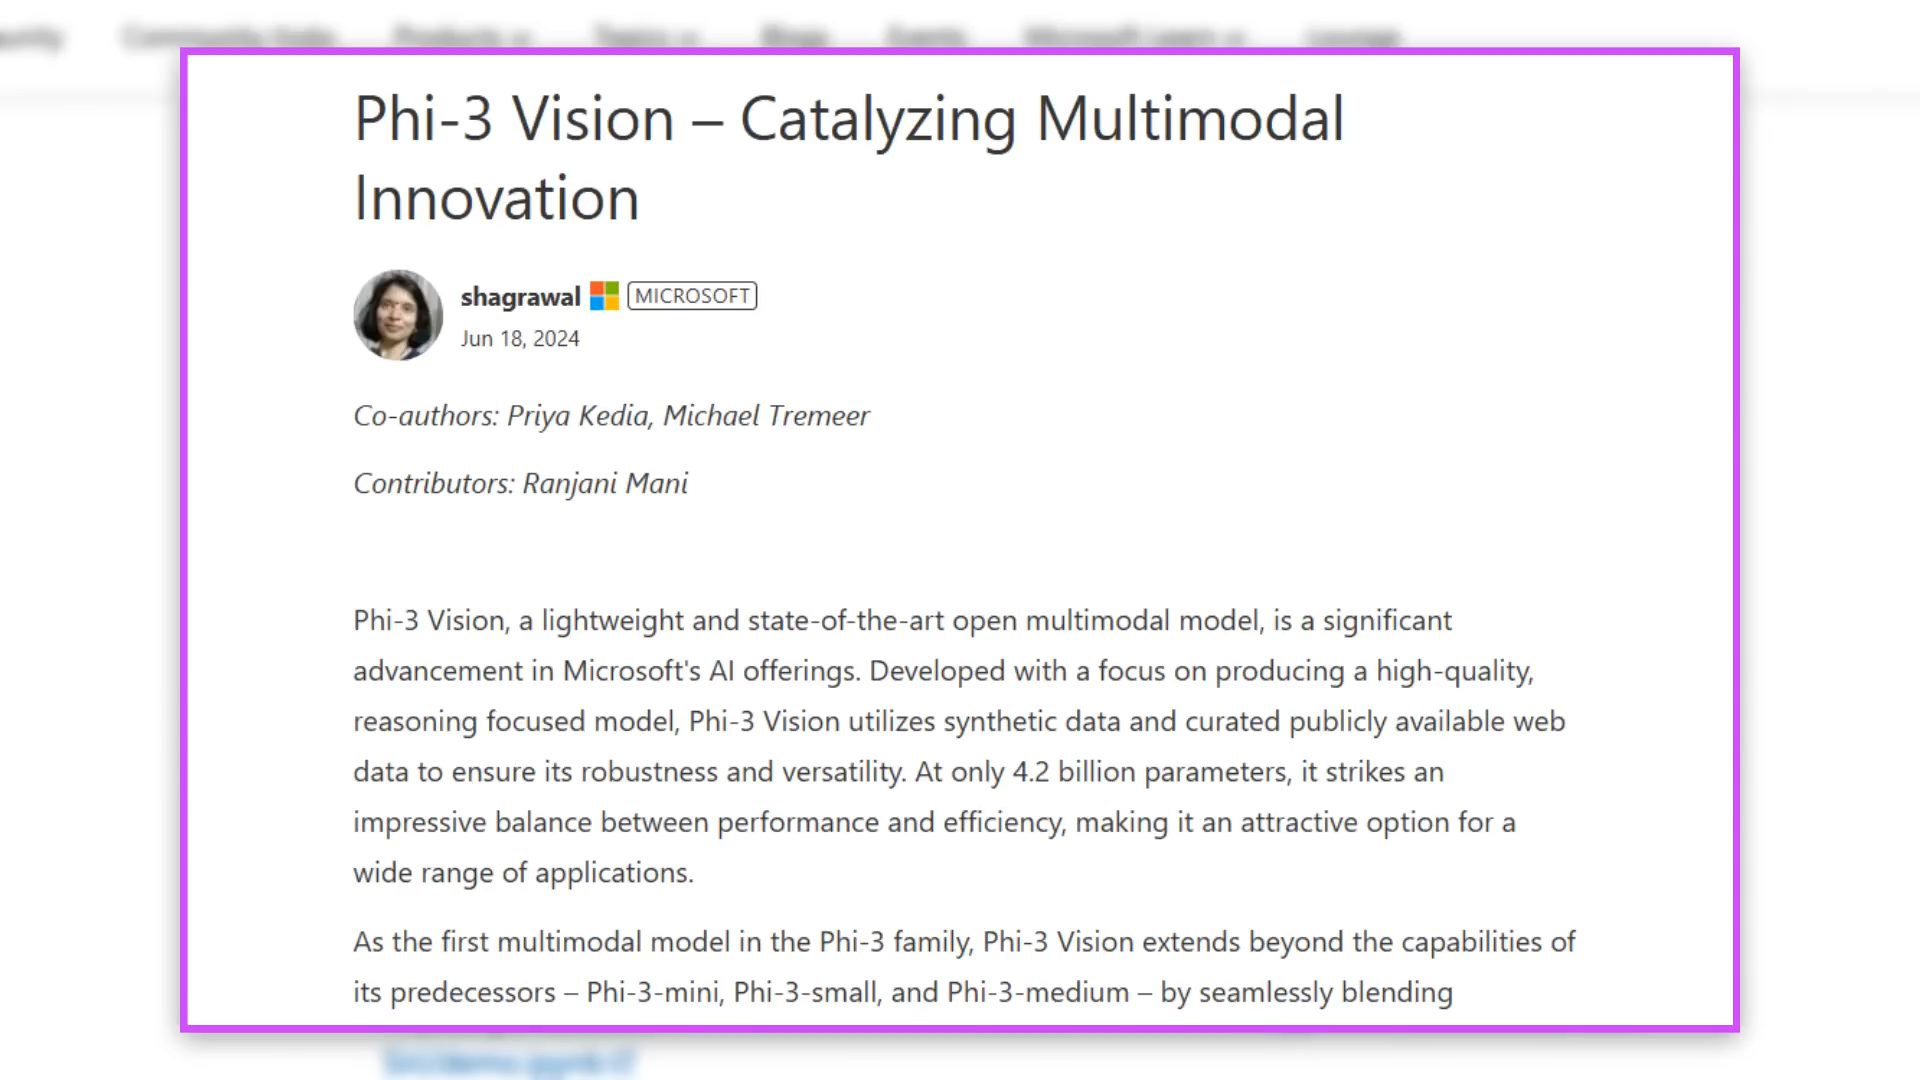 Phi-3 Vision – Catalyzing Multimodal
Innovation
shagrawal MICROSOFT
Jun 18, 2024
Co-authors: Priya Kedia, Michael Tremeer
Contributors: Ranjani Mani
Phi-3 Vision, a lightweight and state-of-the-art open multimodal model, is a significant
advancement in Microsoft's AI offerings. Developed with a focus on producing a high-quality,
reasoning focused model, Phi-3 Vision utilizes synthetic data and curated publicly available web
data to ensure its robustness and versatility. At only 4.2 billion parameters, it strikes an
impressive balance between performance and efficiency, making it an attractive option for a
wide range of applications.
As the first multimodal model in the Phi-3 family, Phi-3 Vision extends beyond the capabilities of
its predecessors – Phi-3-mini, Phi-3-small, and Phi-3-medium – by seamlessly blending